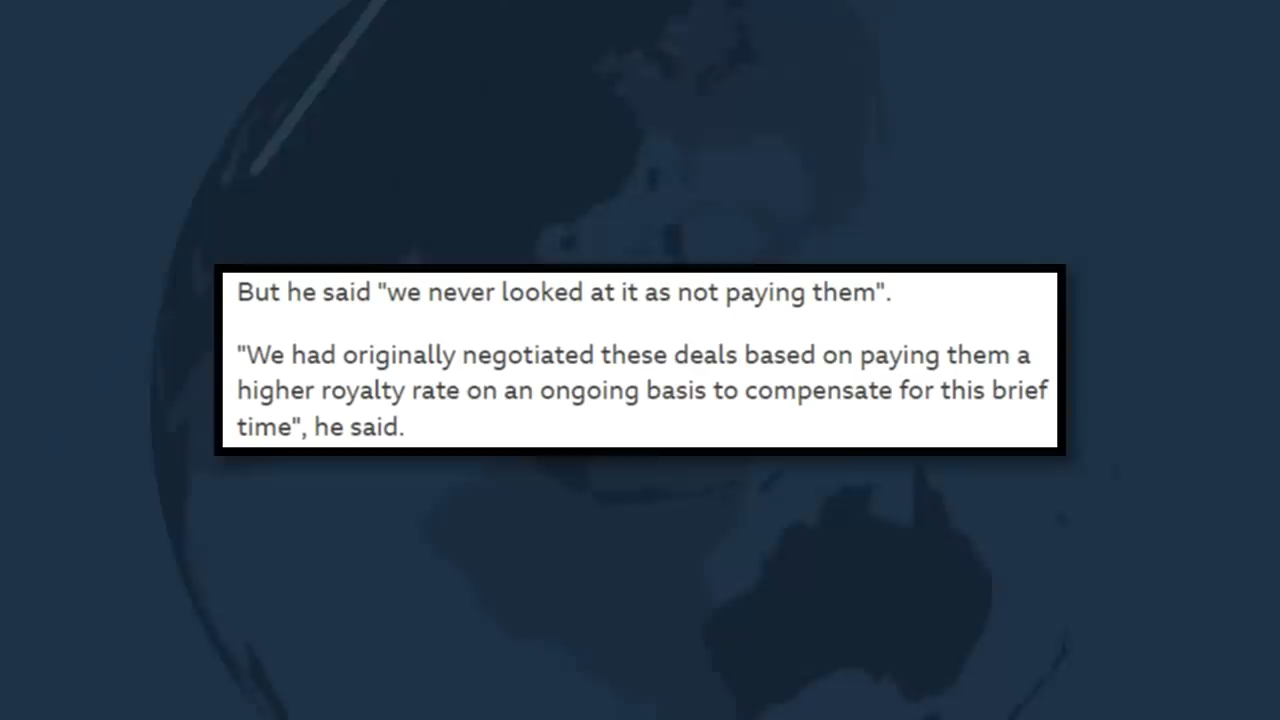 But he said "we never looked at it as not paying them".
"We had originally negotiated these deals based on paying them a
higher royalty rate on an ongoing basis to compensate for this brief
time", he said.